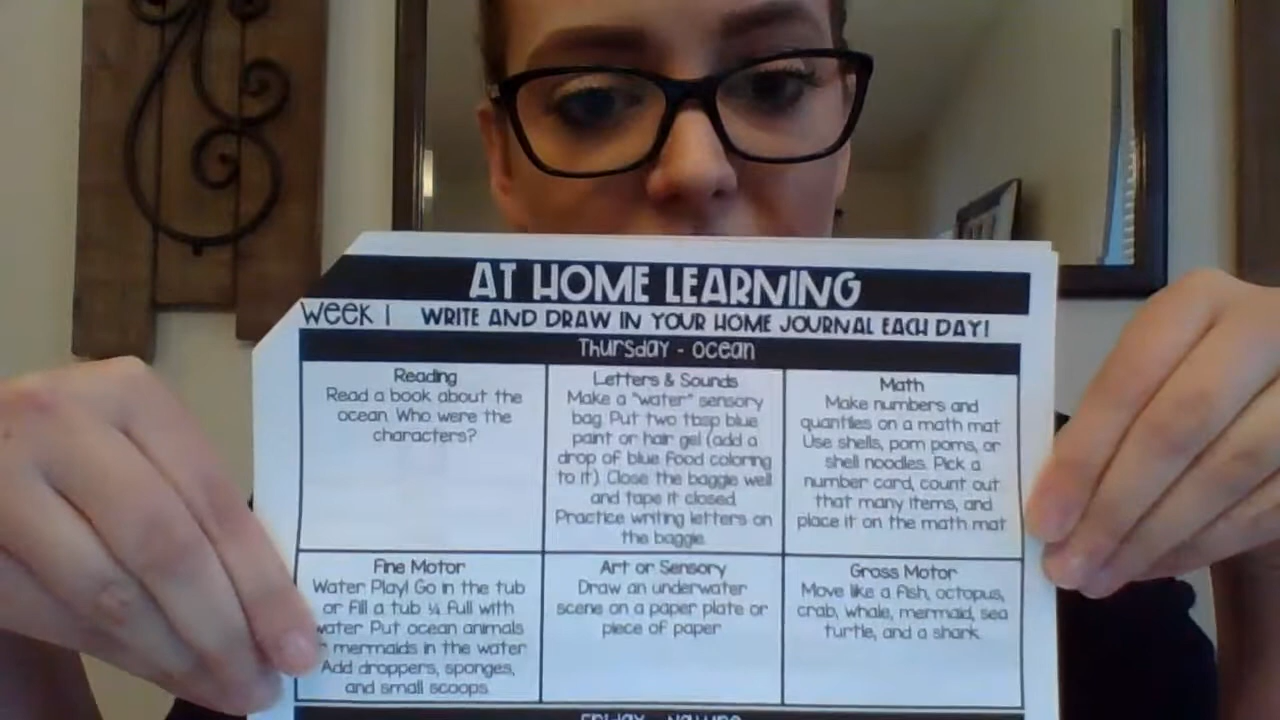 AT HOME LEARNING
Week 1 WRITE AND DRAW IN YOUR HOME JOURNAL EACH DAY!
Thursday - Ocean
Reading
Read a book about the
ocean. Who were the
characters?
Letters & Sounds
Make a "water" sensory
bag. Put two tbsp blue
paint or hair gel (add a
drop of blue food coloring
to it). Close the baggie well
and tape it closed.
Practice writing letters on
the baggie.
Math
Make numbers and
quantities on a math mat
Use shells, pom poms, or
shell noodles. Pick a
number card, count out
that many items, and
place it on the math mat
Fine Motor
Water Play! Go in the tub
or fill a tub ¼ full with
water. Put ocean animals
mermaids in the water
Add droppers, sponges,
and small scoops.
Art or Sensory
Draw an underwater
scene on a paper plate or
piece of paper
Gross Motor
Move like a fish, octopus,
crab, whale, mermaid, sea
turtle, and a shark.
Friday - Nature